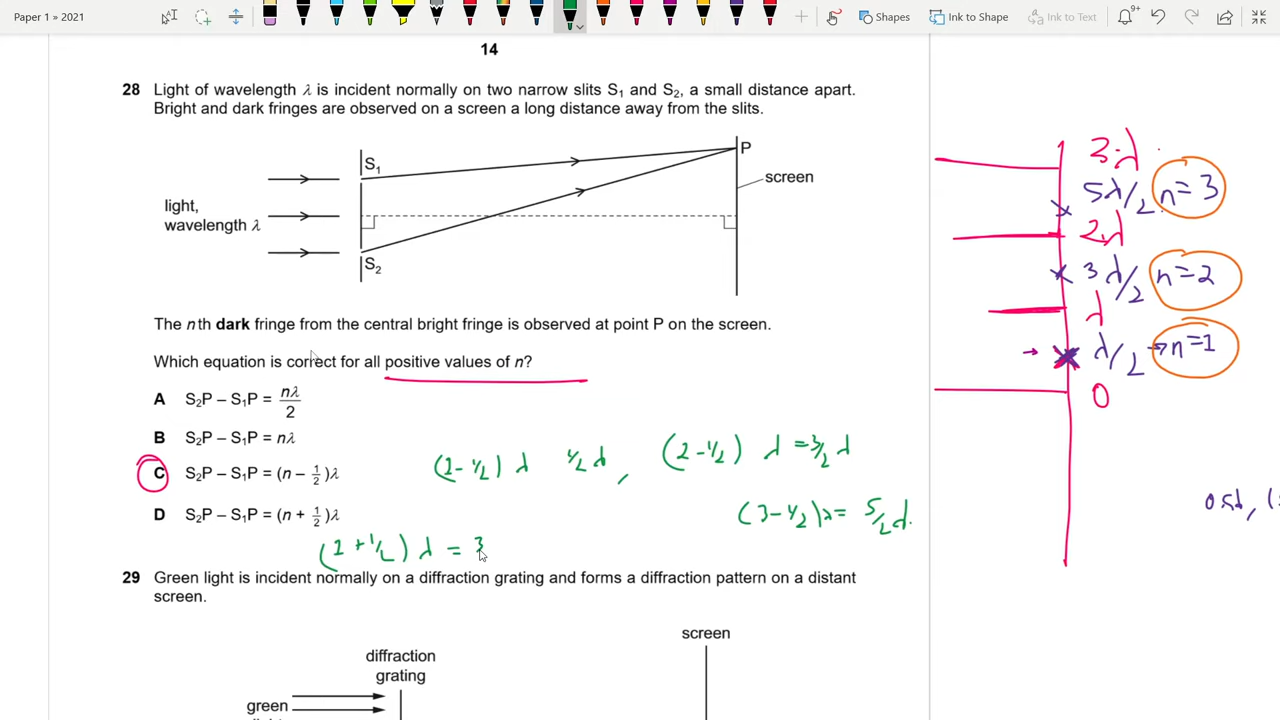 Paper 1 » 2021
Shapes
Ink to Shape
Ink to Text
9+
14
28 Light of wavelength λ is incident normally on two narrow slits S1 and S2, a small distance apart.
Bright and dark fringes are observed on a screen a long distance away from the slits.
S1
P
screen
light,
wavelength λ
S2
The nth dark fringe from the central bright fringe is observed at point P on the screen.
Which equation is correct for all positive values of n?
A S2P – S1P = nλ/2
B S2P – S1P = nλ
C S2P – S1P = (n – 1/2)λ
D S2P – S1P = (n + 1/2)λ
(1-1/2) λ 1/2 λ, (2-1/2) λ =3/2 λ
(3-1/2)λ= 5/2 λ.
(1+1/2) λ = 3
3λ
5λ/2 n=3
2λ
3λ/2 n=2
λ
→ λ/2 → n=1
0
0.5λ, (
29 Green light is incident normally on a diffraction grating and forms a diffraction pattern on a distant
screen.
screen
diffraction
grating
green